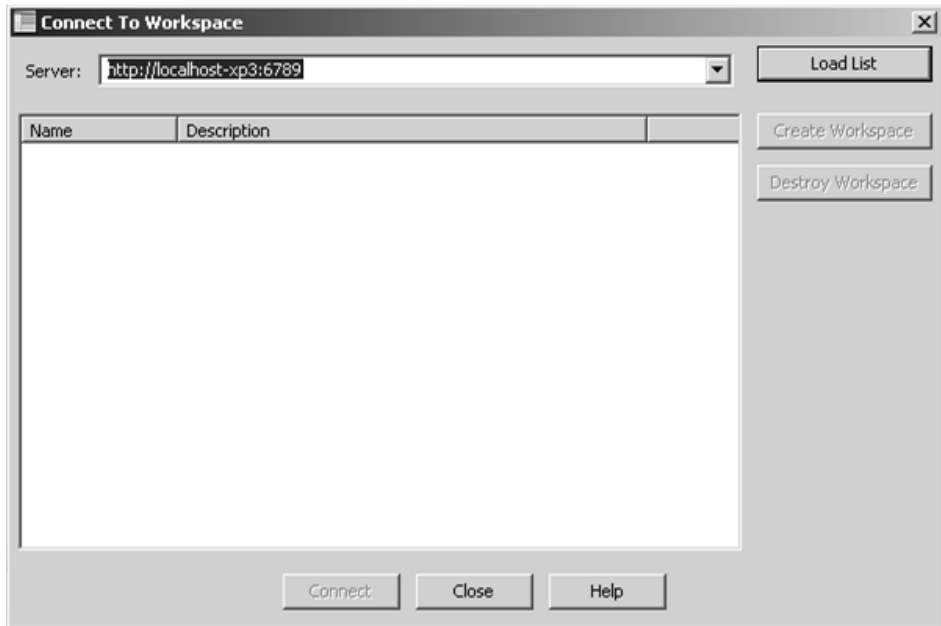 Connect To Workspace
Server: http://localhost-xp3:6789 Load List
Name Description Create Workspace
Destroy Workspace
Connect Close Help